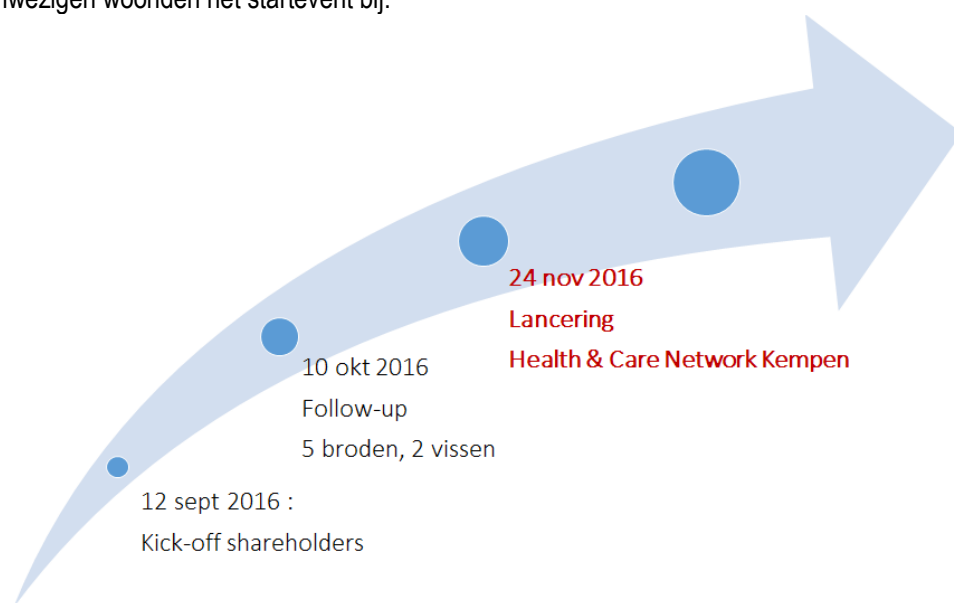 woonden het startevent bij.
24 nov 2016
Lancering
Health & Care Network Kempen
10 okt 2016
Follow-up
5 broden, 2 vissen
12 sept 2016 :
Kick-off shareholders